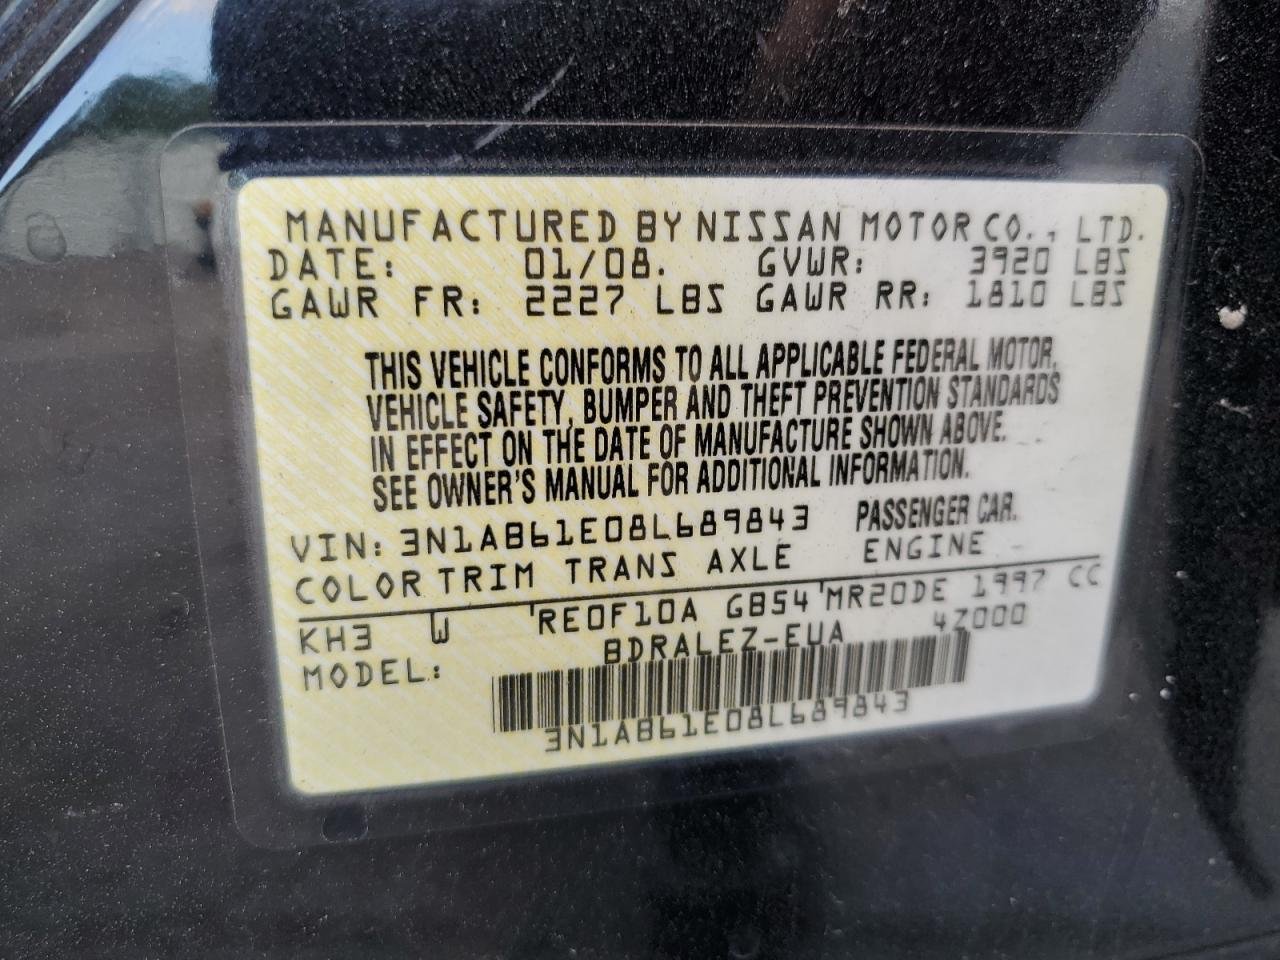 MANUFACTURED BY NISSAN MOTOR CO., LTD.
DATE: 01/08. GVWR: 3920 LBS
GAWR FR: 2227 LBS GAWR RR: 1810 LBS
THIS VEHICLE CONFORMS TO ALL APPLICABLE FEDERAL MOTOR,
VEHICLE SAFETY, BUMPER AND THEFT PREVENTION STANDARDS
IN EFFECT ON THE DATE OF MANUFACTURE SHOWN ABOVE.
SEE OWNER'S MANUAL FOR ADDITIONAL INFORMATION.
VIN: 3N1AB61E08L689843 PASSENGER CAR.
COLOR TRIM TRANS AXLE ENGINE
KH3 W RE0F10A GB54 MR20DE 1997 CC
MODEL: BDRALEZ-EUA 4Z000
3N1AB61E08L689843